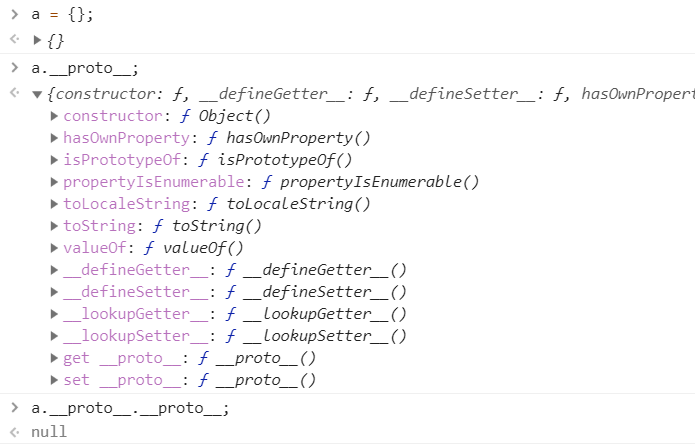 a = {};
{}
a.__proto__;
{constructor: ƒ, __defineGetter__: ƒ, __defineSetter__: ƒ, hasOwnPropert
constructor: ƒ Object()
hasOwnProperty: ƒ hasOwnProperty()
isPrototypeOf: ƒ isPrototypeOf()
propertyIsEnumerable: ƒ propertyIsEnumerable()
toLocaleString: ƒ toLocaleString()
toString: ƒ toString()
valueOf: ƒ valueOf()
__defineGetter__: ƒ __defineGetter__()
__defineSetter__: ƒ __defineSetter__()
__lookupGetter__: ƒ __lookupGetter__()
__lookupSetter__: ƒ __lookupSetter__()
get __proto__: ƒ __proto__()
set __proto__: ƒ __proto__()
a.__proto__.__proto__;
null